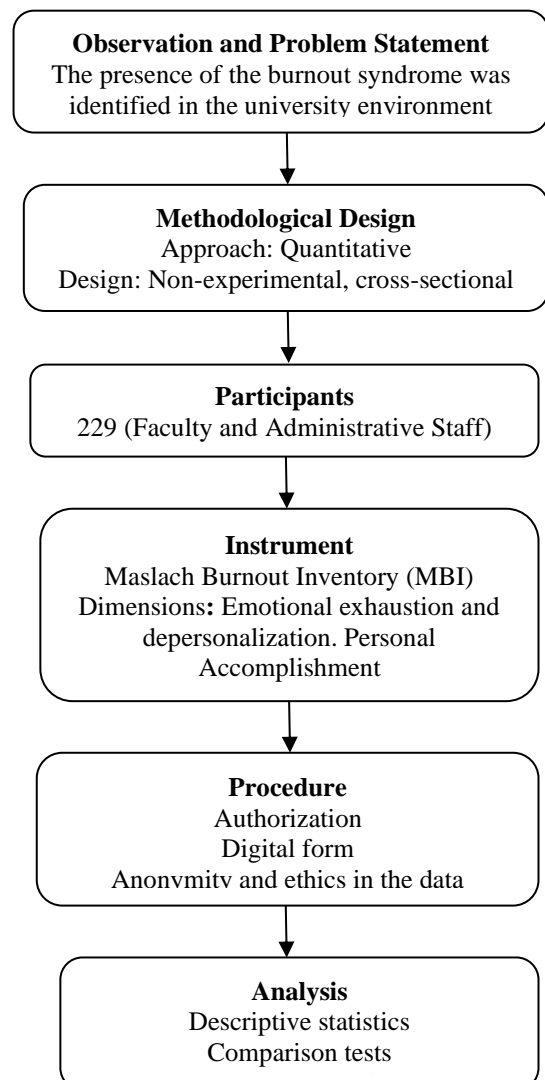 Observation and Problem Statement
The presence of the burnout syndrome was
identified in the university environment
Methodological Design
Approach: Quantitative
Design: Non-experimental, cross-sectional
Participants
229 (Faculty and Administrative Staff)
Instrument
Maslach Burnout Inventory (MBI)
Dimensions: Emotional exhaustion and
depersonalization. Personal
Accomplishment
Procedure
Authorization
Digital form
Anonymity and ethics in the data
Analysis
Descriptive statistics
Comparison tests